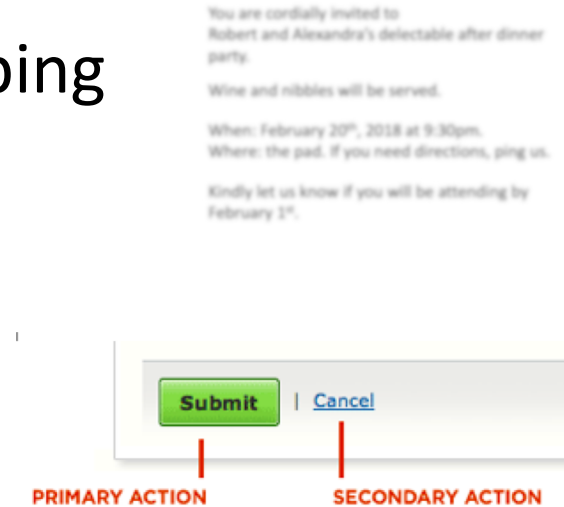 ping
You are cordially invited to
Robert and Alexandra's delectable after dinner
party.
Wine and nibbles will be served.
When: February 20th, 2018 at 9:30pm.
Where: the pad. If you need directions, ping us.
Kindly let us know if you will be attending by
February 1st.
Submit | Cancel
PRIMARY ACTION SECONDARY ACTION